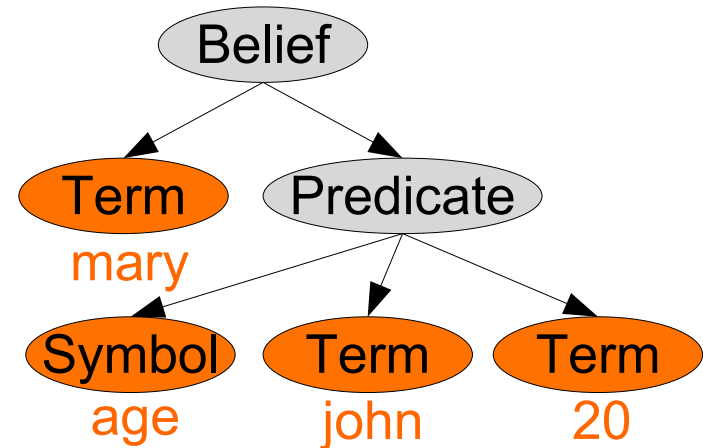 Belief
Term
Predicate
mary
Symbol
Term
Term
age
john
20